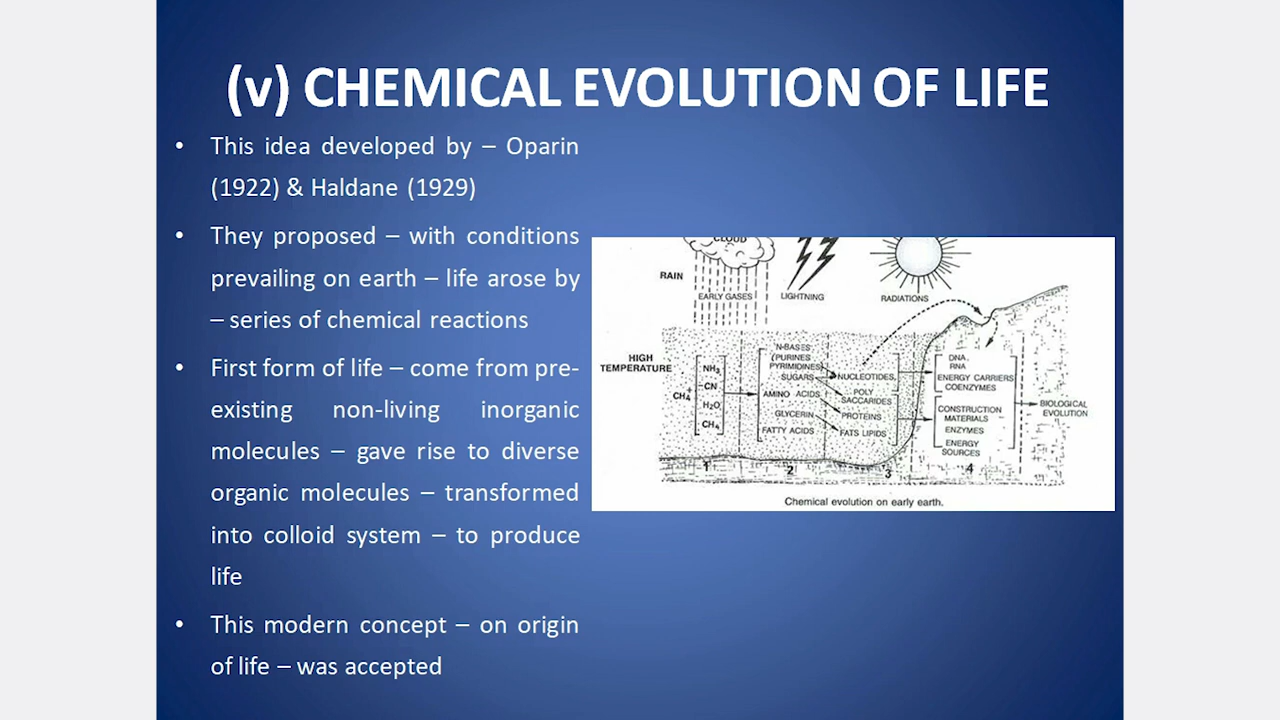 (v) CHEMICAL EVOLUTION OF LIFE
• This idea developed by – Oparin
(1922) & Haldane (1929)
• They proposed – with conditions
prevailing on earth – life arose by
– series of chemical reactions
• First form of life – come from pre-
existing non-living inorganic
molecules – gave rise to diverse
organic molecules – transformed
into colloid system – to produce
life
• This modern concept – on origin
of life – was accepted
CLOUD
RAIN
EARLY GASES
LIGHTNING
RADIATIONS
HIGH
TEMPERATURE
CH4
+
NH3
–CN
H2O
CH4
N-BASES
(PURINES
PYRIMIDINES)
SUGARS
AMINO ACIDS
GLYCERIN
FATTY ACIDS
NUCLEOTIDES,
POLY
SACCARIDES
PROTEINS
FATS LIPIDS
DNA,
RNA
ENERGY CARRIERS
COENZYMES
CONSTRUCTION
MATERIALS
ENZYMES
ENERGY
SOURCES
BIOLOGICAL
EVOLUTION
1
2
3
4
Chemical evolution on early earth.